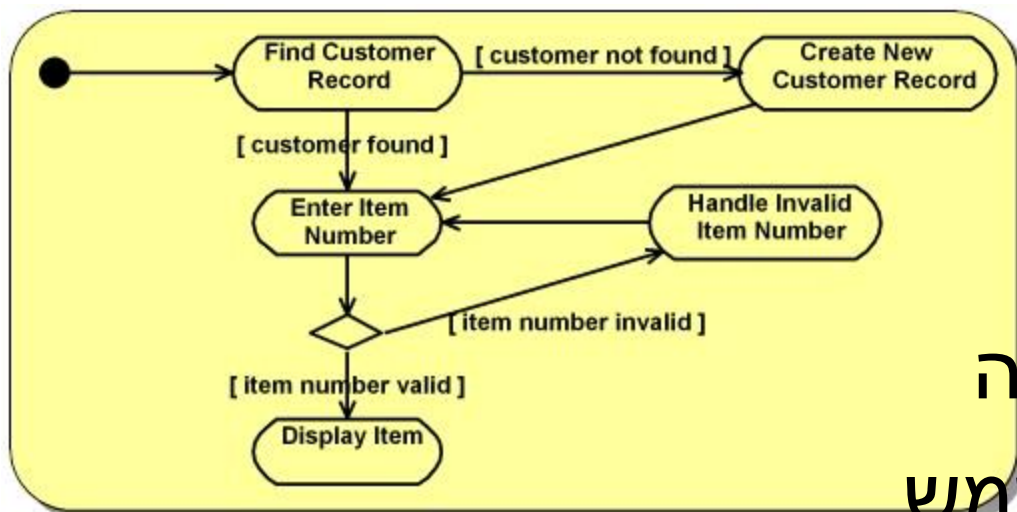 Find Customer
Record
[ customer not found ]
Create New
Customer Record
[ customer found ]
Enter Item
Number
Handle Invalid
Item Number
[ item number invalid ]
[ item number valid ]
Display Item